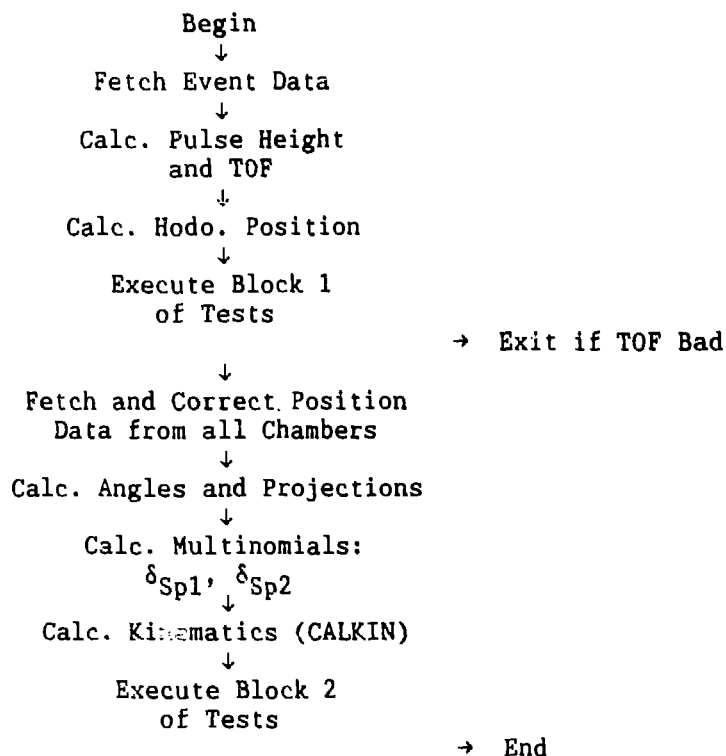 Begin
↓
Fetch Event Data
↓
Calc. Pulse Height
and TOF
↓
Calc. Hodo. Position
↓
Execute Block 1
of Tests
→ Exit if TOF Bad
↓
Fetch and Correct Position
Data from all Chambers
↓
Calc. Angles and Projections
↓
Calc. Multinomials:
δSp1, δSp2
↓
Calc. Kinematics (CALKIN)
↓
Execute Block 2
of Tests
→ End